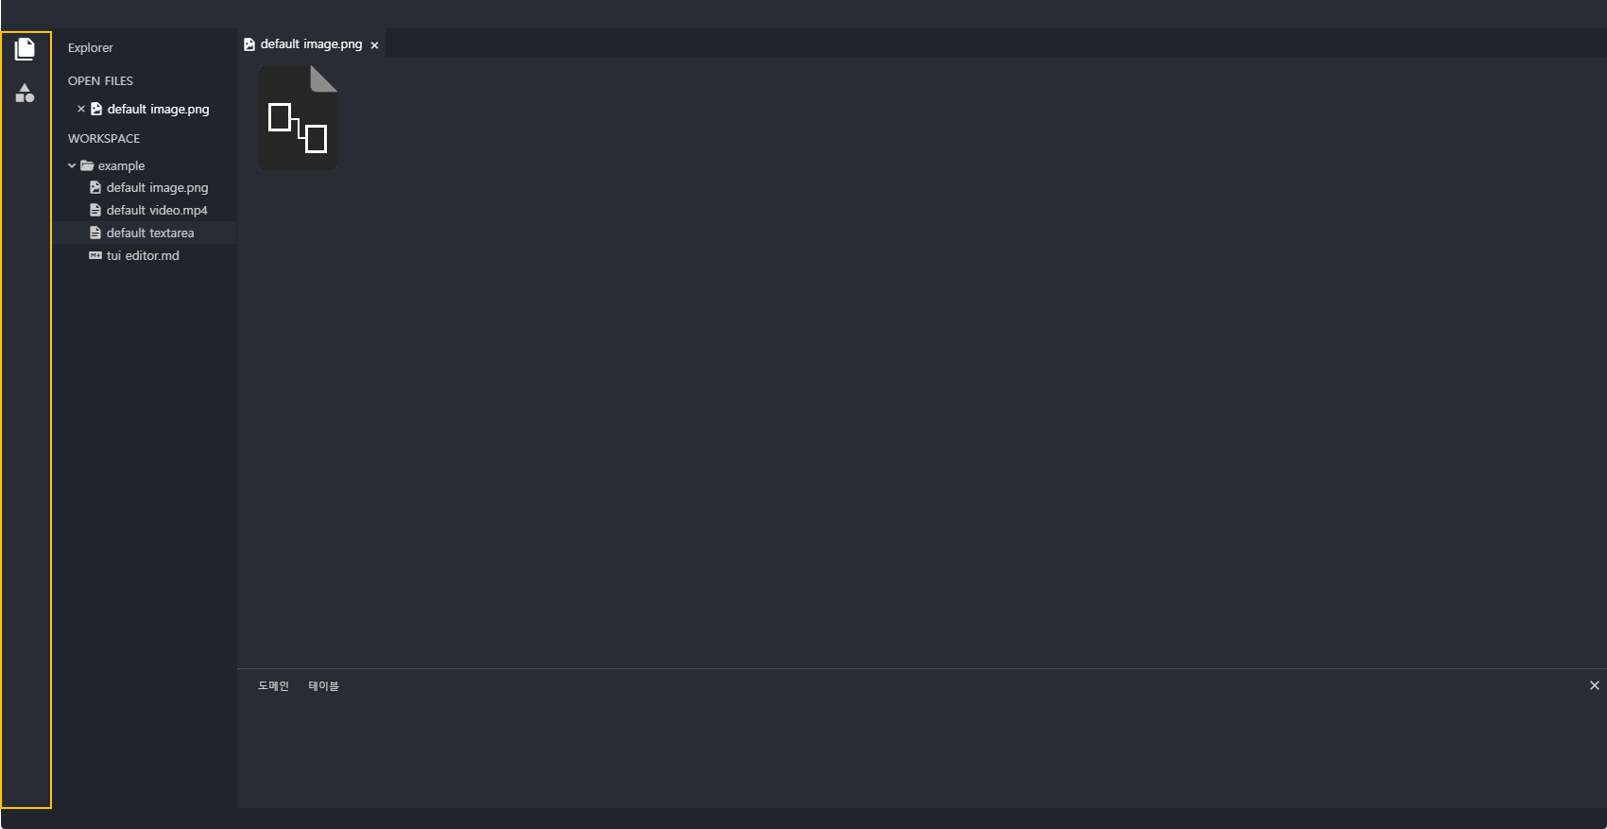 Explorer
OPEN FILES
default image.png
WORKSPACE
example
default image.png
default video.mp4
default textarea
tui editor.md
default image.png
도메인 테이블